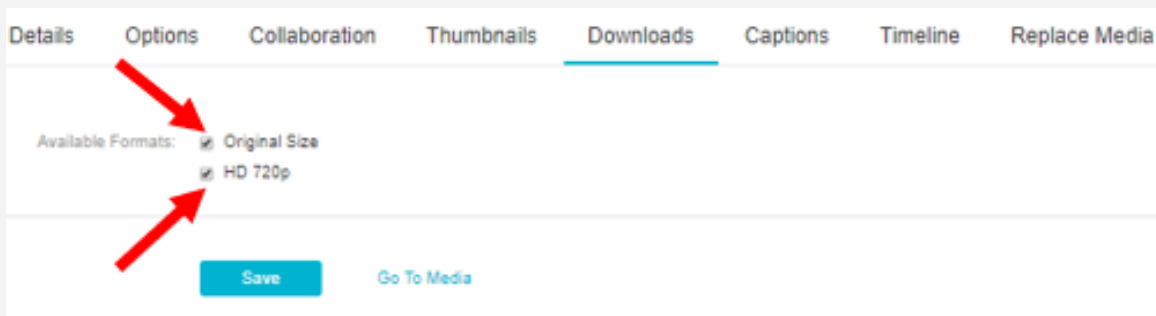 Details Options Collaboration Thumbnails Downloads Captions Timeline Replace Media
Available Formats: Original Size
HD 720p
Save Go To Media